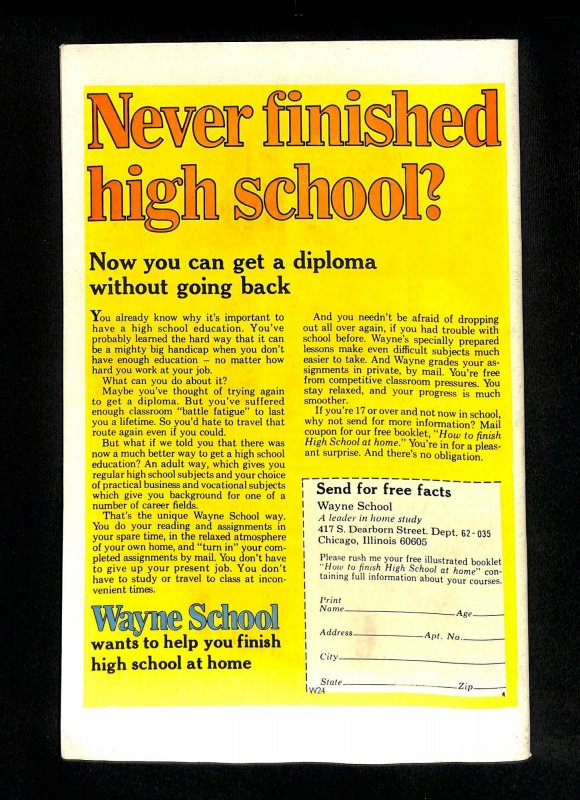 Never finished
high school?
Now you can get a diploma
without going back
You already know why it's important to
have a high school education. You've
probably learned the hard way that it can
be a mighty big handicap when you don't
have enough education – no matter how
hard you work at your job.
What can you do about it?
Maybe you've thought of trying again
to get a diploma. But you've suffered
enough classroom "battle fatigue" to last
you a lifetime. So you'd hate to travel that
route again even if you could.
But what if we told you that there was
now a much better way to get a high school
education? An adult way, which gives you
regular high school subjects and your choice
of practical business and vocational subjects
which give you background for one of a
number of career fields.
That's the unique Wayne School way.
You do your reading and assignments in
your spare time, in the relaxed atmosphere
of your own home, and "turn in" your com-
pleted assignments by mail. You don't have
to give up your present job. You don't
have to study or travel to class at incon-
venient times.
Wayne School
wants to help you finish
high school at home
And you needn't be afraid of dropping
out all over again, if you had trouble with
school before. Wayne's specially prepared
lessons make even difficult subjects much
easier to take. And Wayne grades your as-
signments in private, by mail. You're free
from competitive classroom pressures. You
stay relaxed, and your progress is much
smoother.
If you're 17 or over and not now in school,
why not send for more information? Mail
coupon for our free booklet, "How to finish
High School at home." You're in for a pleas-
ant surprise. And there's no obligation.
Send for free facts
Wayne School
A leader in home study
417 S. Dearborn Street. Dept. 62-035
Chicago, Illinois 60605
Please rush me your free illustrated booklet
"How to finish High School at home" con-
taining full information about your courses.
Print
Name Age
Address Apt. No.
City
State Zip
W24 4